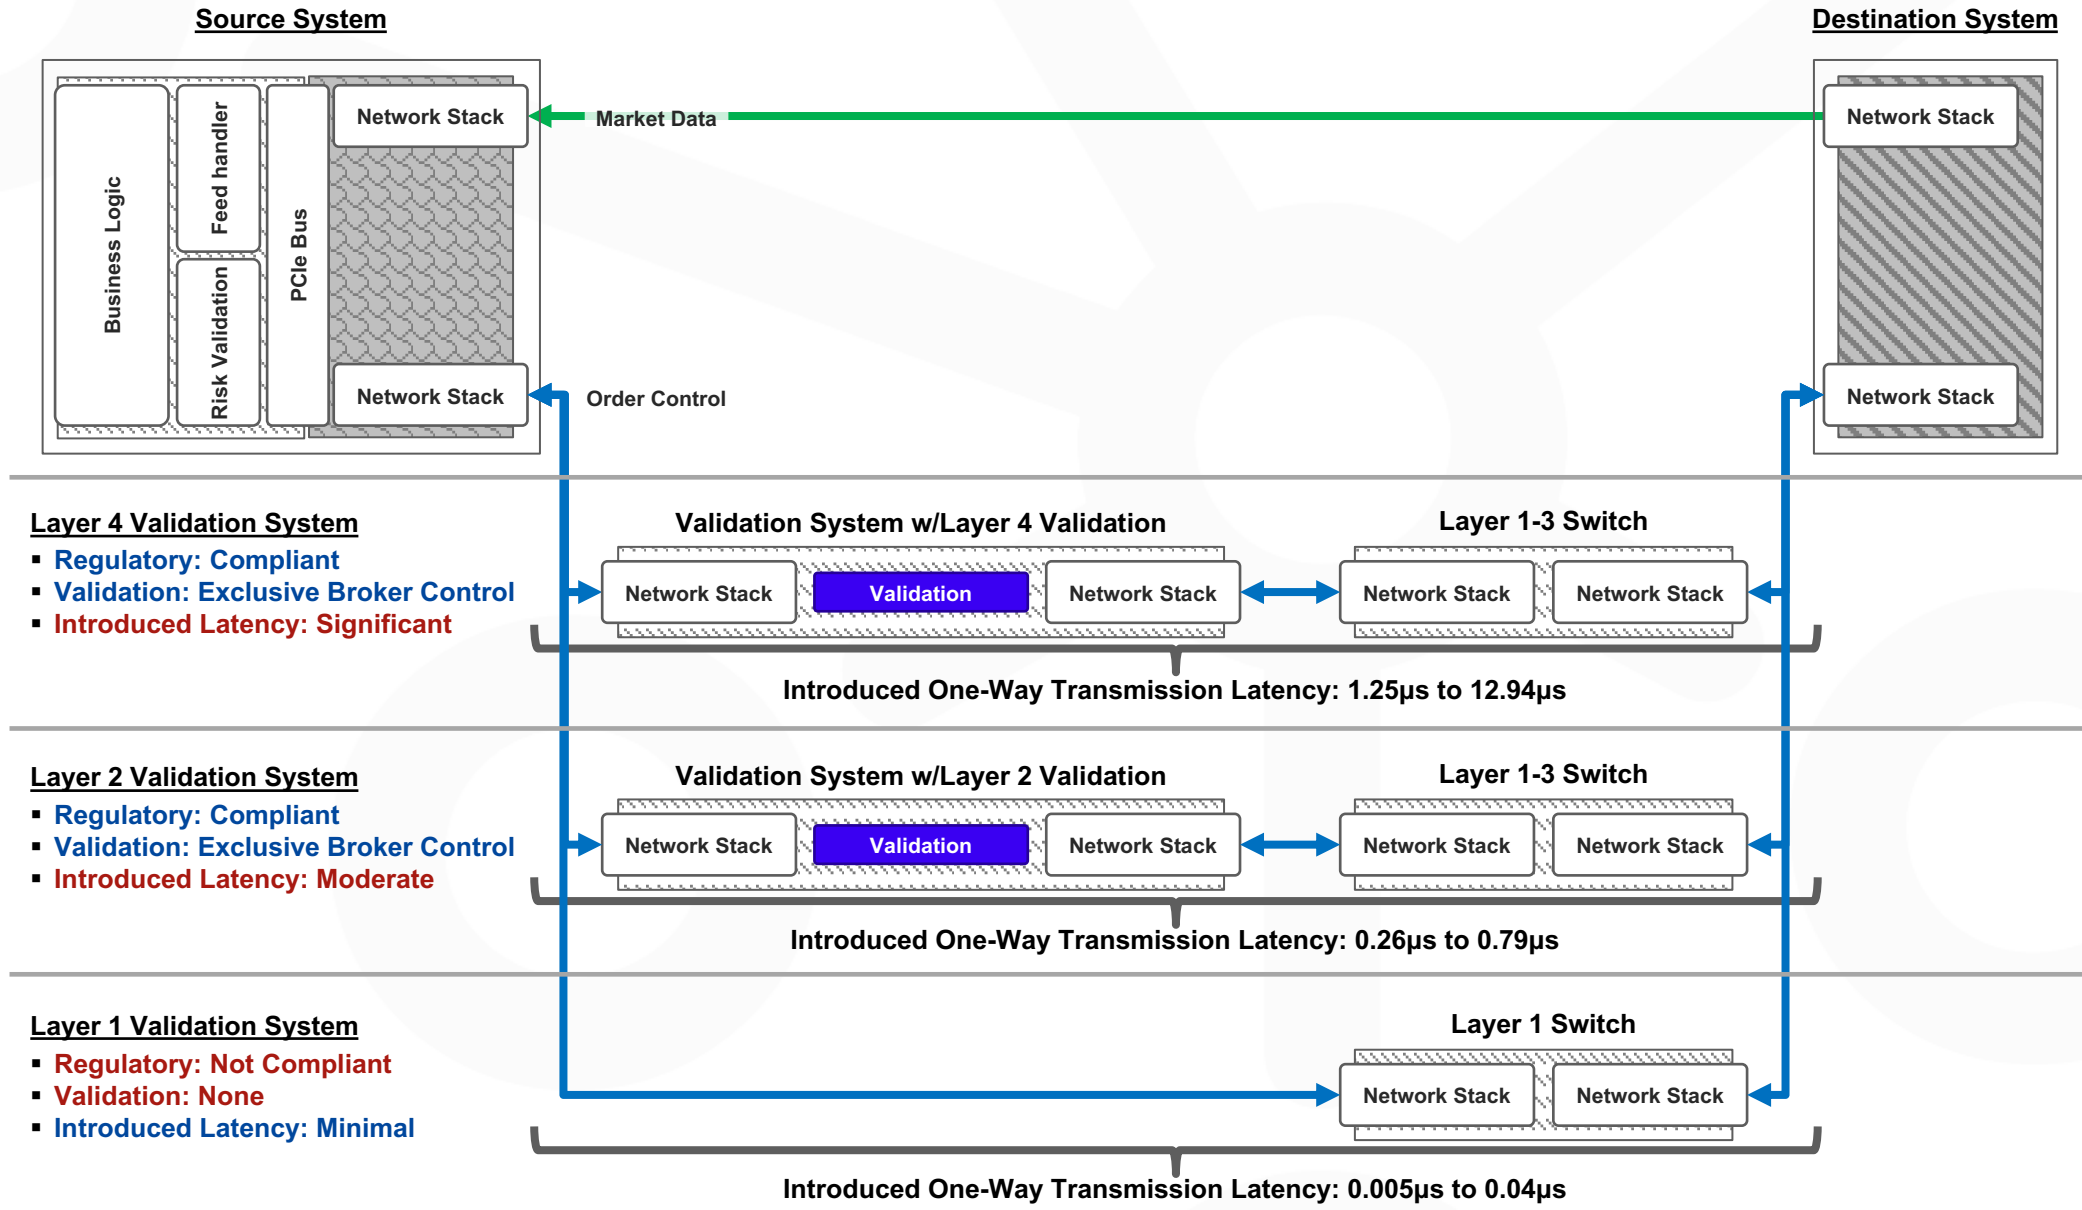 Source System
Destination System
Business Logic
Feed handler
Risk Validation
PCIe Bus
Network Stack
Market Data
Network Stack
Network Stack
Order Control
Network Stack
Layer 4 Validation System
▪ Regulatory: Compliant
▪ Validation: Exclusive Broker Control
▪ Introduced Latency: Significant
Validation System w/Layer 4 Validation
Layer 1-3 Switch
Network Stack
Validation
Network Stack
Network Stack
Network Stack
Introduced One-Way Transmission Latency: 1.25µs to 12.94µs
Layer 2 Validation System
▪ Regulatory: Compliant
▪ Validation: Exclusive Broker Control
▪ Introduced Latency: Moderate
Validation System w/Layer 2 Validation
Layer 1-3 Switch
Network Stack
Validation
Network Stack
Network Stack
Network Stack
Introduced One-Way Transmission Latency: 0.26µs to 0.79µs
Layer 1 Validation System
▪ Regulatory: Not Compliant
▪ Validation: None
▪ Introduced Latency: Minimal
Layer 1 Switch
Network Stack
Network Stack
Introduced One-Way Transmission Latency: 0.005µs to 0.04µs